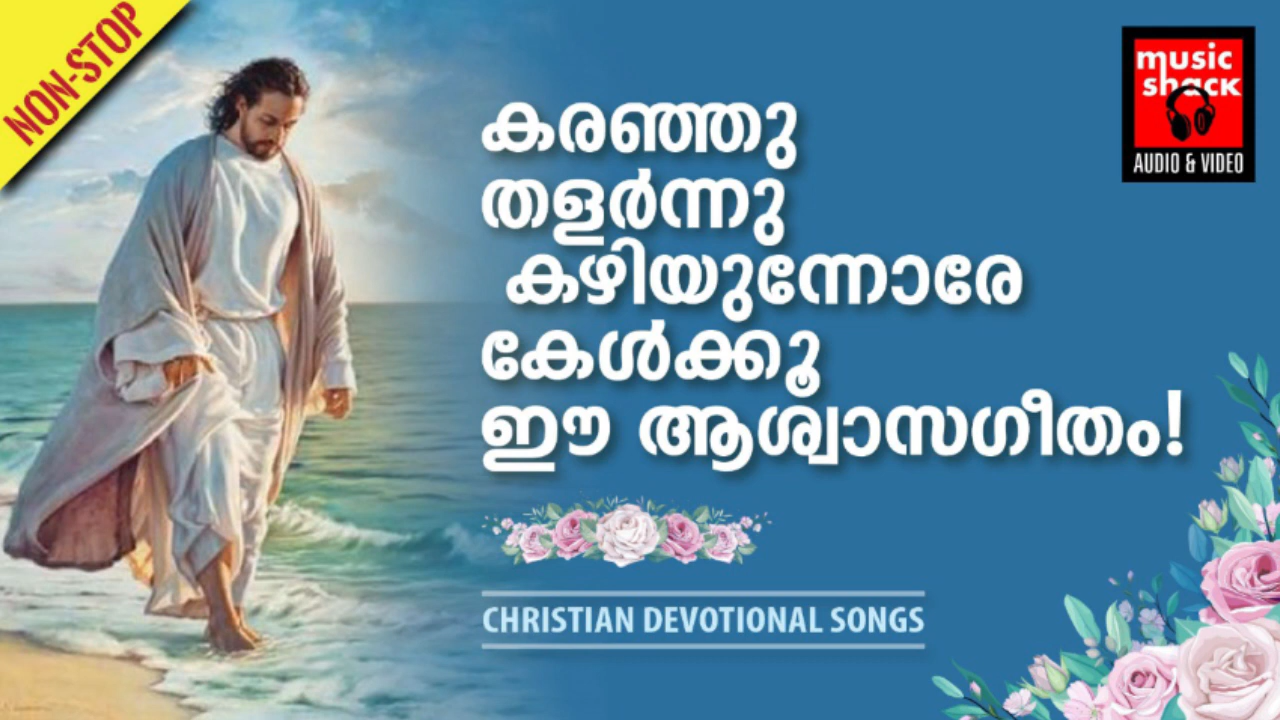 NON-STOP
കരഞ്ഞു
തളർന്നു
കഴിയുന്നോരേ
കേൾക്കൂ
ഈ ആശ്വാസഗീതം!
CHRISTIAN DEVOTIONAL SONGS
music
shack
AUDIO & VIDEO